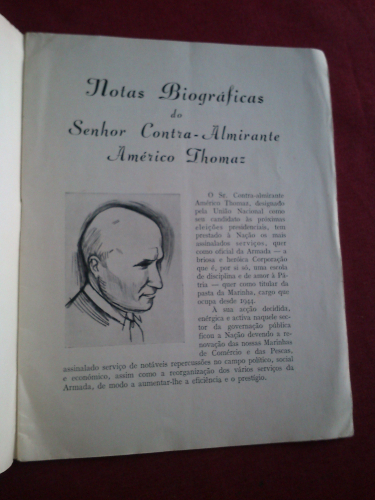 Notas Biográficas
do
Senhor Contra-Almirante
Américo Thomaz
O Sr. Contra-almirante
Américo Thomaz, designado
pela União Nacional como
seu candidato às próximas
eleições presidenciais, tem
prestado à Nação os mais
assinalados serviços, quer
como oficial da Armada — a
briosa e heróica Corporação
que é, por si só, uma escola
de disciplina e de amor à Pá-
tria — quer como titular da
pasta da Marinha, cargo que
ocupa desde 1944.
À sua acção decidida,
enérgica e activa naquele sec-
tor da governação pública
ficou a Nação devendo a re-
novação das nossas Marinhas
de Comércio e das Pescas,
assinalado serviço de notáveis repercussões no campo político, social
e económico, assim como a reorganização dos vários serviços da
Armada, de modo a aumentar-lhe a eficiência e o prestígio.